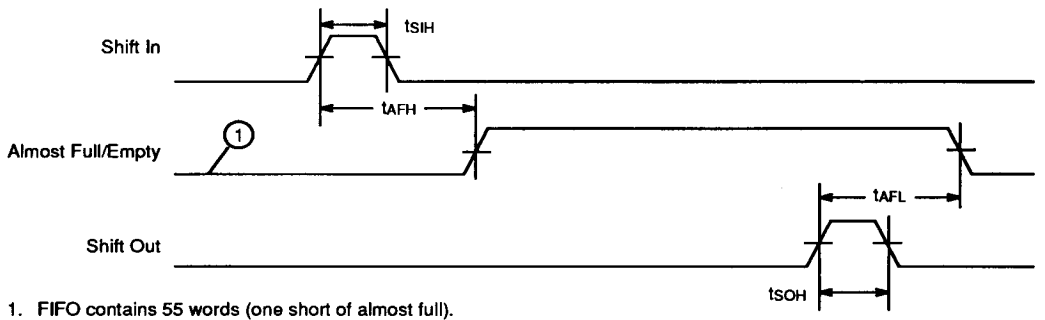 tSIH
Shift In
tAFH
1
Almost Full/Empty
tAFL
Shift Out
tSOH
1. FIFO contains 55 words (one short of almost full).